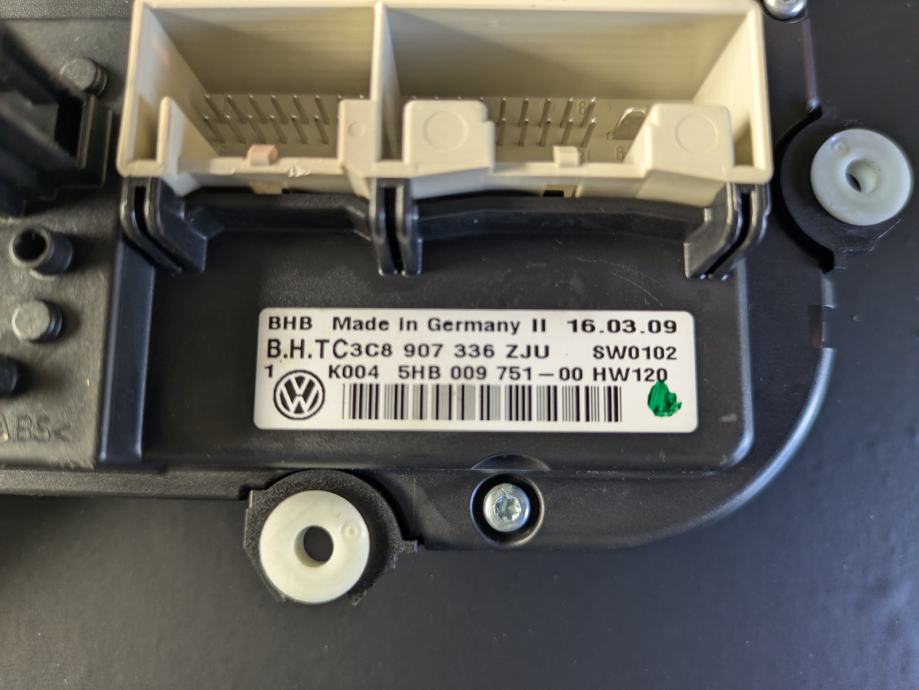 BHB Made In Germany II 16.03.09
B.H.TC3C8 907 336 ZJU SW0102
1 K004 5HB 009 751-00 HW120
ABS<